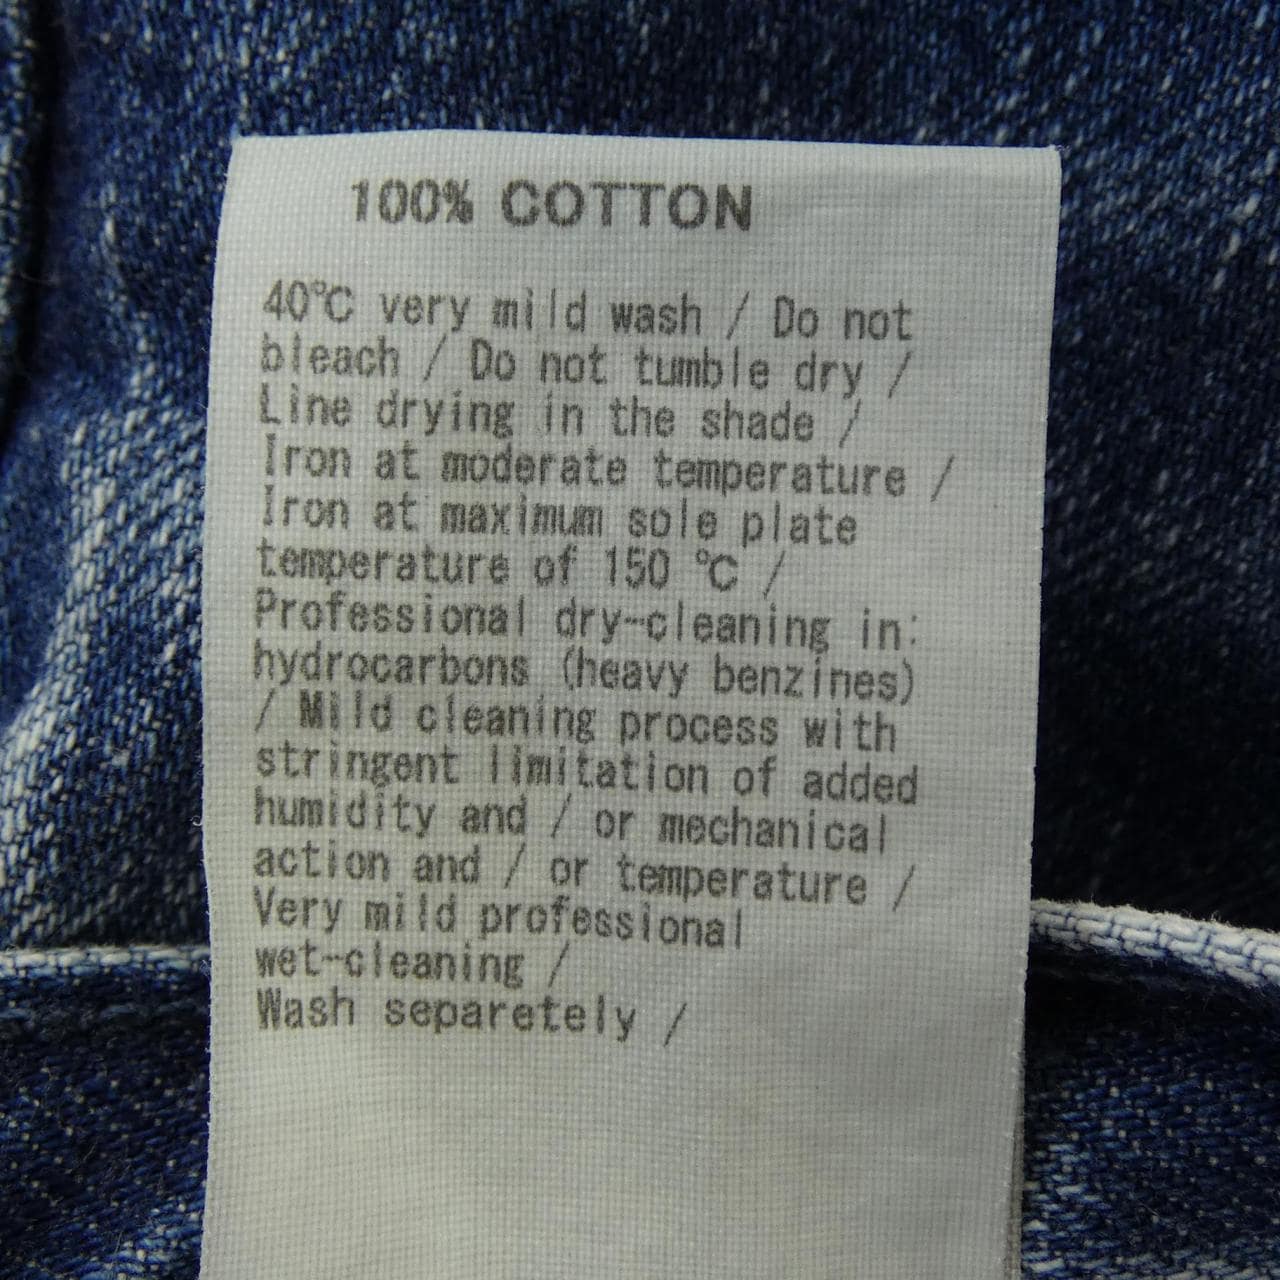 100% COTTON
40℃ very mild wash / Do not
bleach / Do not tumble dry /
Line drying in the shade /
Iron at moderate temperature /
Iron at maximum sole plate
temperature of 150 ℃ /
Professional dry-cleaning in:
hydrocarbons (heavy benzines)
/ Mild cleaning process with
stringent limitation of added
humidity and / or mechanical
action and / or temperature /
Very mild professional
wet-cleaning /
Wash separetely /